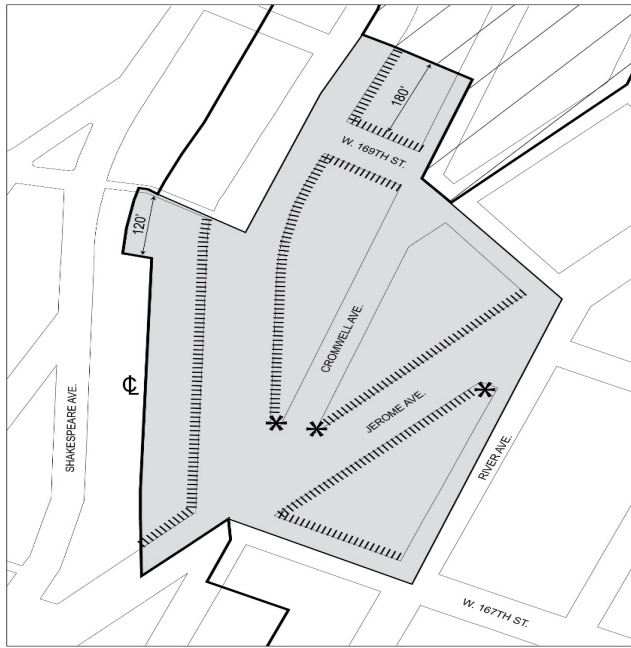 180'
W. 169TH ST.
120'
CROMWELL AVE.
℄
SHAKESPEARE AVE.
JEROME AVE.
RIVER AVE.
W. 167TH ST.